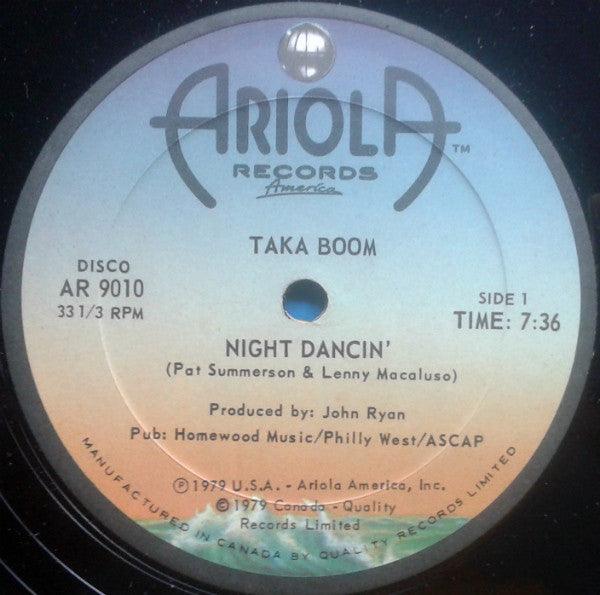 ARIOLA ™
RECORDS
America
TAKA BOOM
DISCO
AR 9010
33 1/3 RPM
SIDE 1
TIME: 7:36
NIGHT DANCIN'
(Pat Summerson & Lenny Macaluso)
Produced by: John Ryan
Pub: Homewood Music/Philly West/ASCAP
Ⓟ 1979 U.S.A. - Ariola America, Inc.
© 1979 Canada - Quality
Records Limited
MANUFACTURED IN CANADA BY QUALITY RECORDS LIMITED